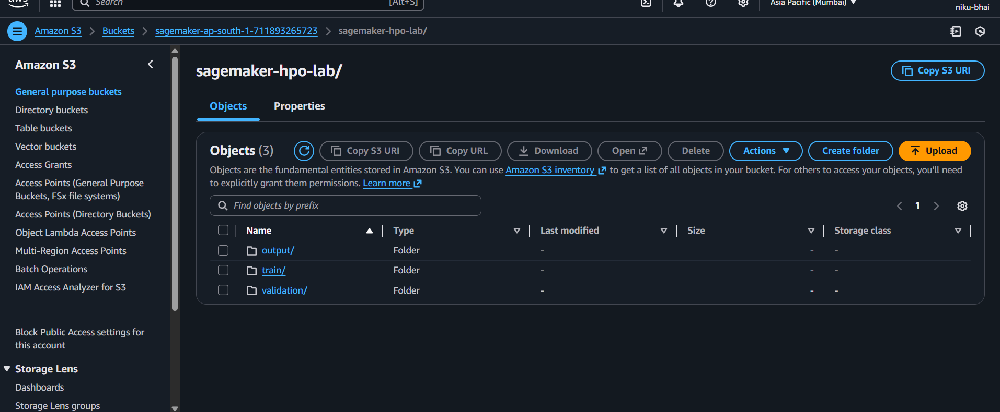 aws
Search
[Alt+S]
Asia Pacific (Mumbai)
niku-bhai
Amazon S3
Buckets
sagemaker-ap-south-1-711893265723
sagemaker-hpo-lab/
Amazon S3
General purpose buckets
Directory buckets
Table buckets
Vector buckets
Access Grants
Access Points (General Purpose
Buckets, FSx file systems)
Access Points (Directory Buckets)
Object Lambda Access Points
Multi-Region Access Points
Batch Operations
IAM Access Analyzer for S3
Block Public Access settings for
this account
Storage Lens
Dashboards
Storage Lens groups
sagemaker-hpo-lab/
Copy S3 URI
Objects
Properties
Objects (3)
Copy S3 URI
Copy URL
Download
Open
Delete
Actions
Create folder
Upload
Objects are the fundamental entities stored in Amazon S3. You can use Amazon S3 inventory to get a list of all objects in your bucket. For others to access your objects, you'll need
to explicitly grant them permissions. Learn more
Find objects by prefix
1
Name Type Last modified Size Storage class
output/ Folder - - -
train/ Folder - - -
validation/ Folder - - -